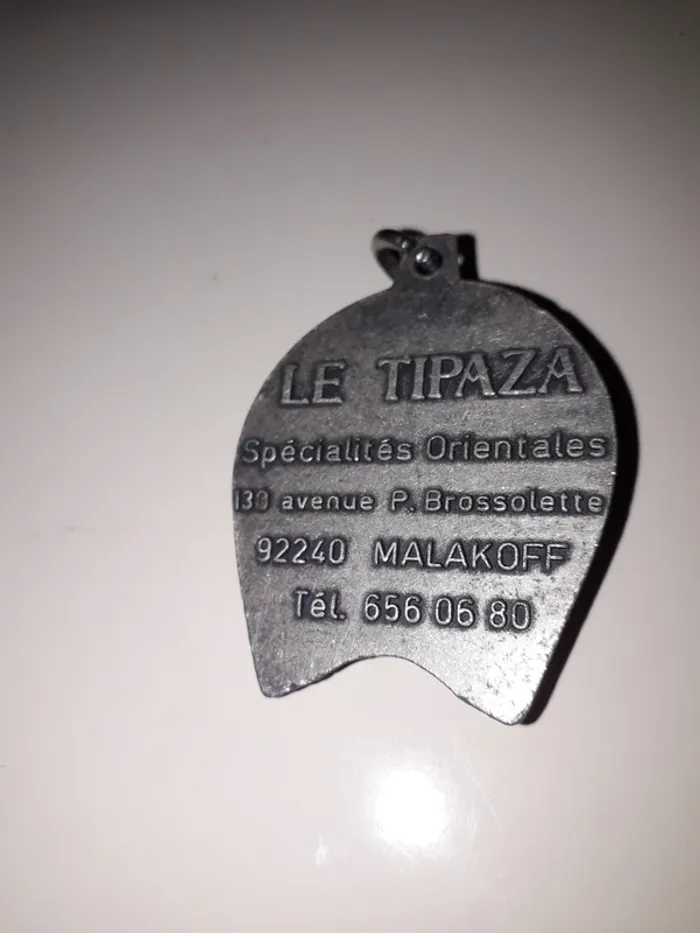 LE TIPAZA
Spécialités Orientales
130 avenue P. Brossolette
92240 MALAKOFF
Tél. 656 06 80